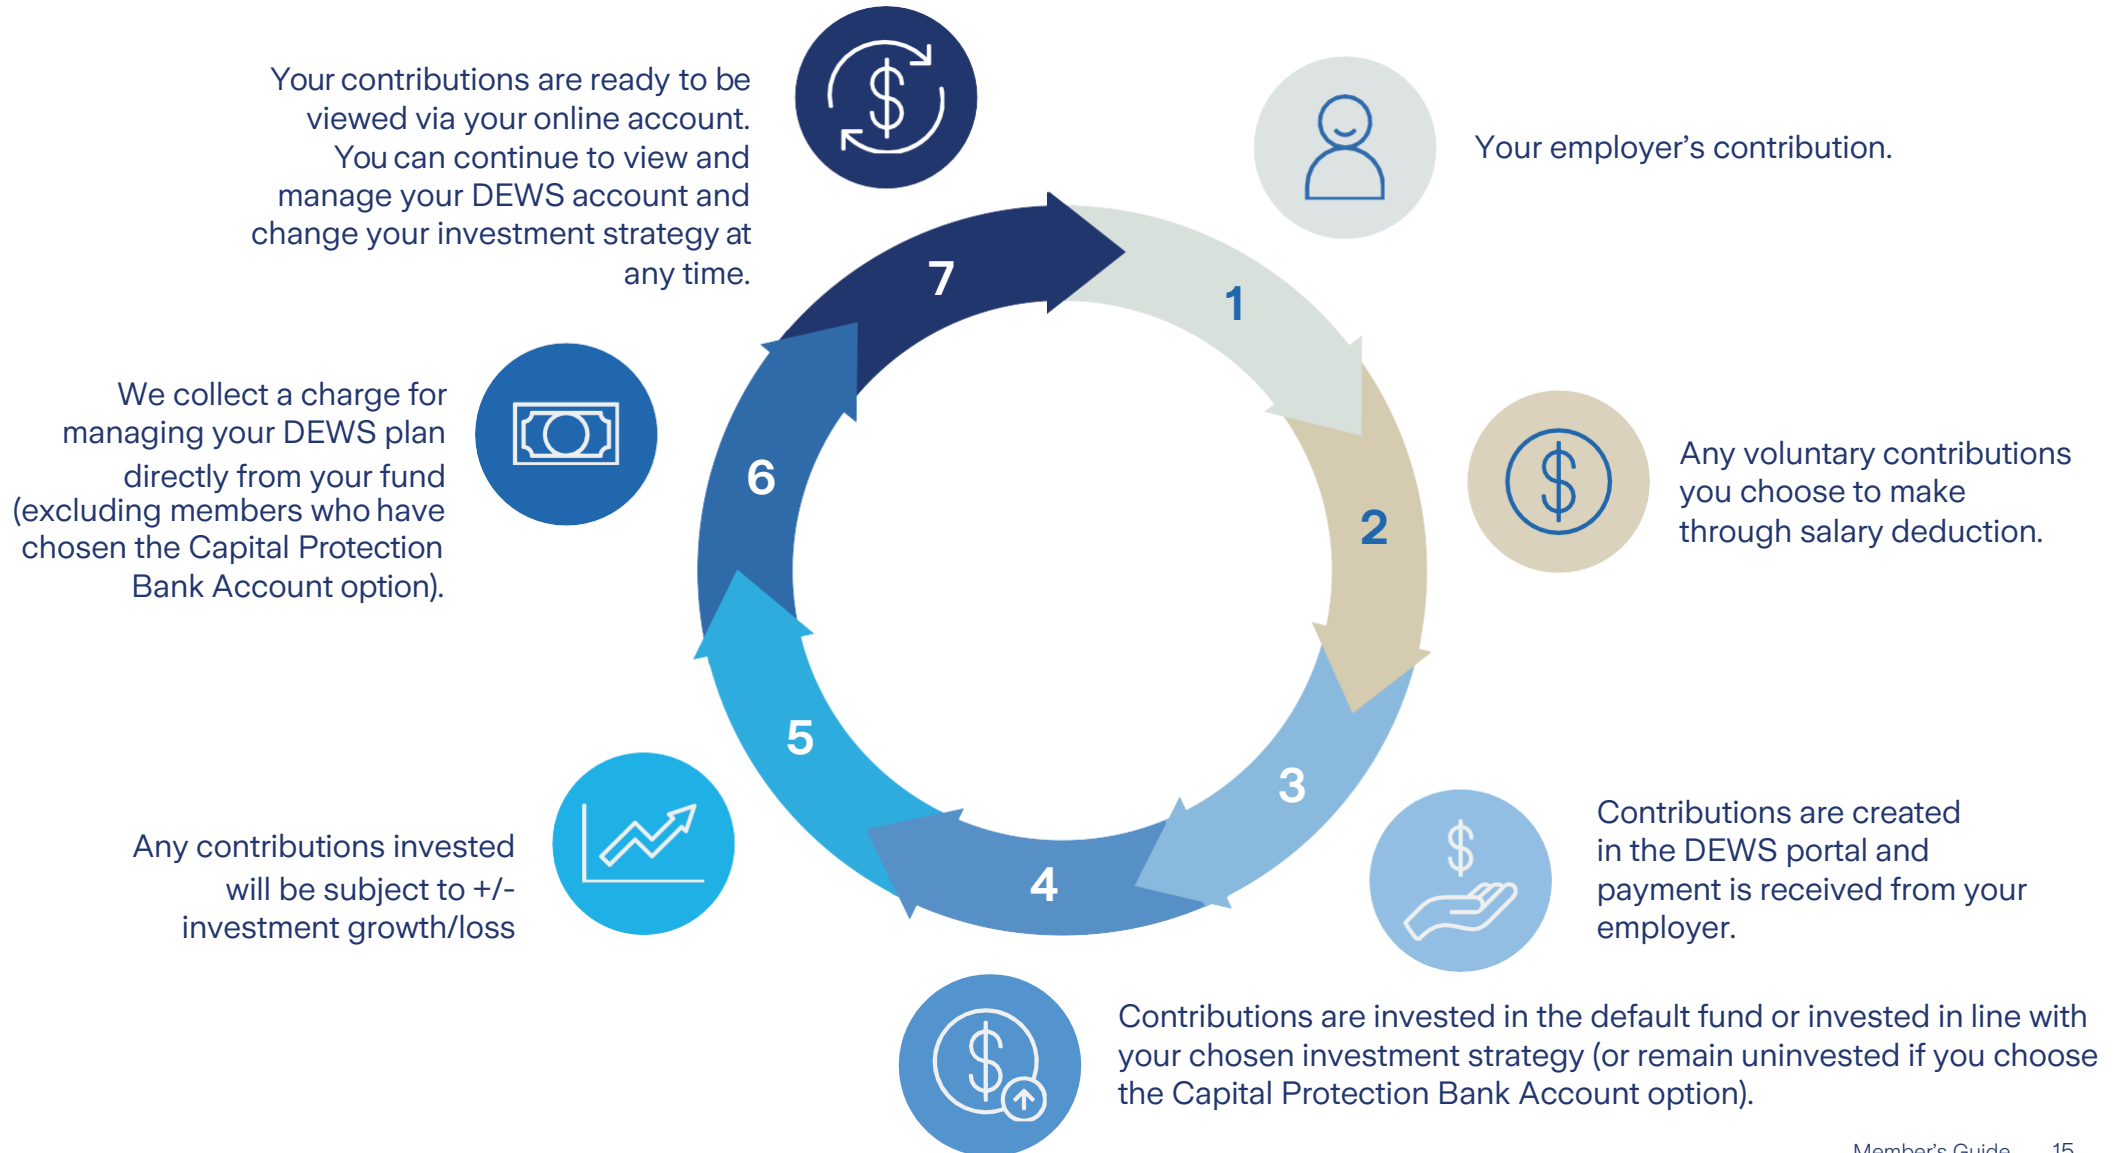 Your employer's contribution.
1
Any voluntary contributions
you choose to make
through salary deduction.
2
Contributions are created
in the DEWS portal and
payment is received from your
employer.
3
Contributions are invested in the default fund or invested in line with
your chosen investment strategy (or remain uninvested if you choose
the Capital Protection Bank Account option).
4
Any contributions invested
will be subject to +/-
investment growth/loss
5
We collect a charge for
managing your DEWS plan
directly from your fund
(excluding members who have
chosen the Capital Protection
Bank Account option).
6
Your contributions are ready to be
viewed via your online account.
You can continue to view and
manage your DEWS account and
change your investment strategy at
any time.
7
Member's Guide 15